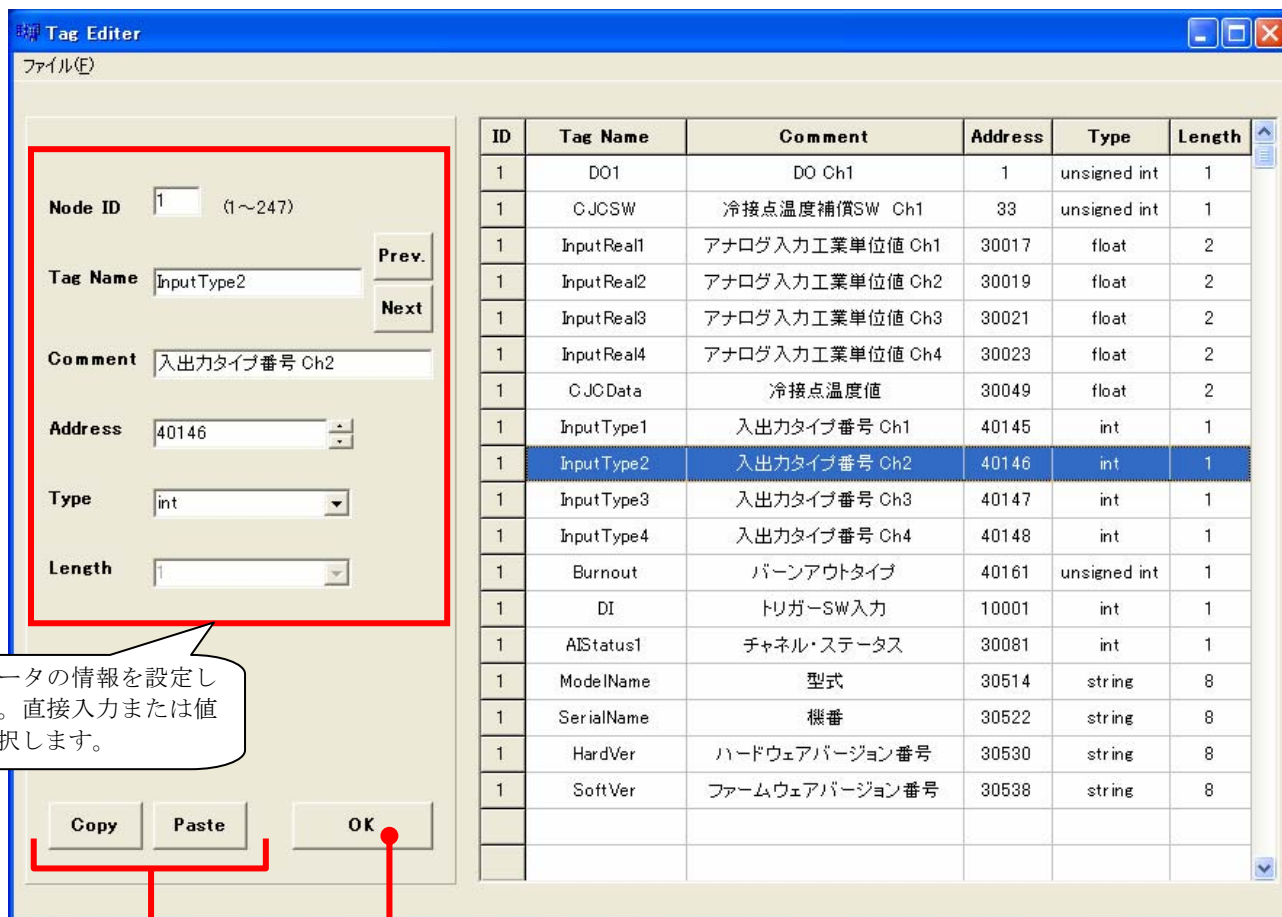 Tag Editer
ファイル(F)
Node ID 1 (1～247)
Prev.
Tag Name InputType2
Next
Comment 入出力タイプ番号 Ch2
Address 40146
Type int
Length 1
ータの情報を設定し
。直接入力または値
択します。
Copy Paste OK
ID Tag Name Comment Address Type Length
1 DO1 DO Ch1 1 unsigned int 1
1 CJCSW 冷接点温度補償SW Ch1 33 unsigned int 1
1 InputReal1 アナログ入力工業単位値 Ch1 30017 float 2
1 InputReal2 アナログ入力工業単位値 Ch2 30019 float 2
1 InputReal3 アナログ入力工業単位値 Ch3 30021 float 2
1 InputReal4 アナログ入力工業単位値 Ch4 30023 float 2
1 CJCData 冷接点温度値 30049 float 2
1 InputType1 入出力タイプ番号 Ch1 40145 int 1
1 InputType2 入出力タイプ番号 Ch2 40146 int 1
1 InputType3 入出力タイプ番号 Ch3 40147 int 1
1 InputType4 入出力タイプ番号 Ch4 40148 int 1
1 Burnout バーンアウトタイプ 40161 unsigned int 1
1 DI トリガーSW入力 10001 int 1
1 AIStatus1 チャネル・ステータス 30081 int 1
1 ModelName 型式 30514 string 8
1 SerialName 機番 30522 string 8
1 HardVer ハードウェアバージョン番号 30530 string 8
1 SoftVer ファームウェアバージョン番号 30538 string 8